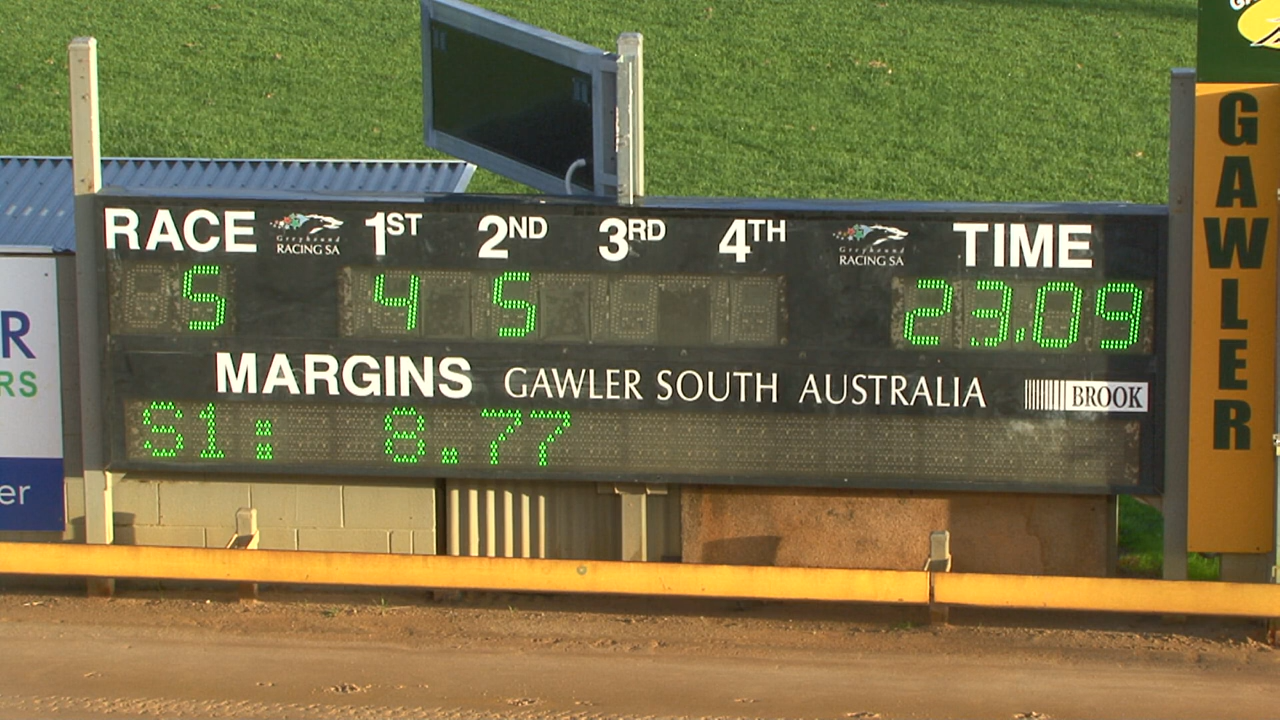 GAWLER
RACE 1ST 2ND 3RD 4TH TIME
Greyhound RACING SA
Greyhound RACING SA
5 4 5 23.09
MARGINS GAWLER SOUTH AUSTRALIA BROOK
S1: 8.77
R
RS
er